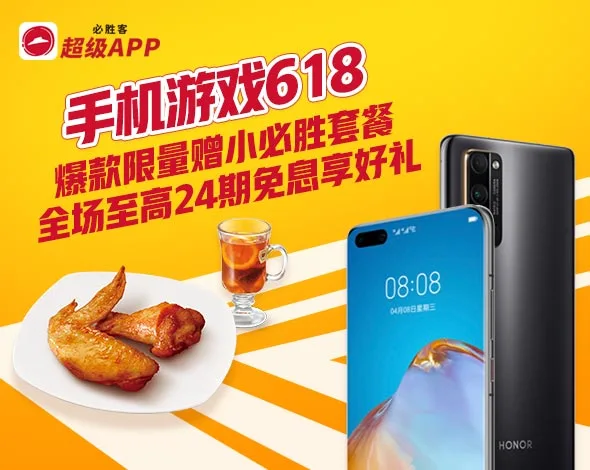 必胜客
超级APP
手机游戏618
爆款限量赠小必胜套餐
全场至高24期免息享好礼
08:08
04月08日星期三
HONOR